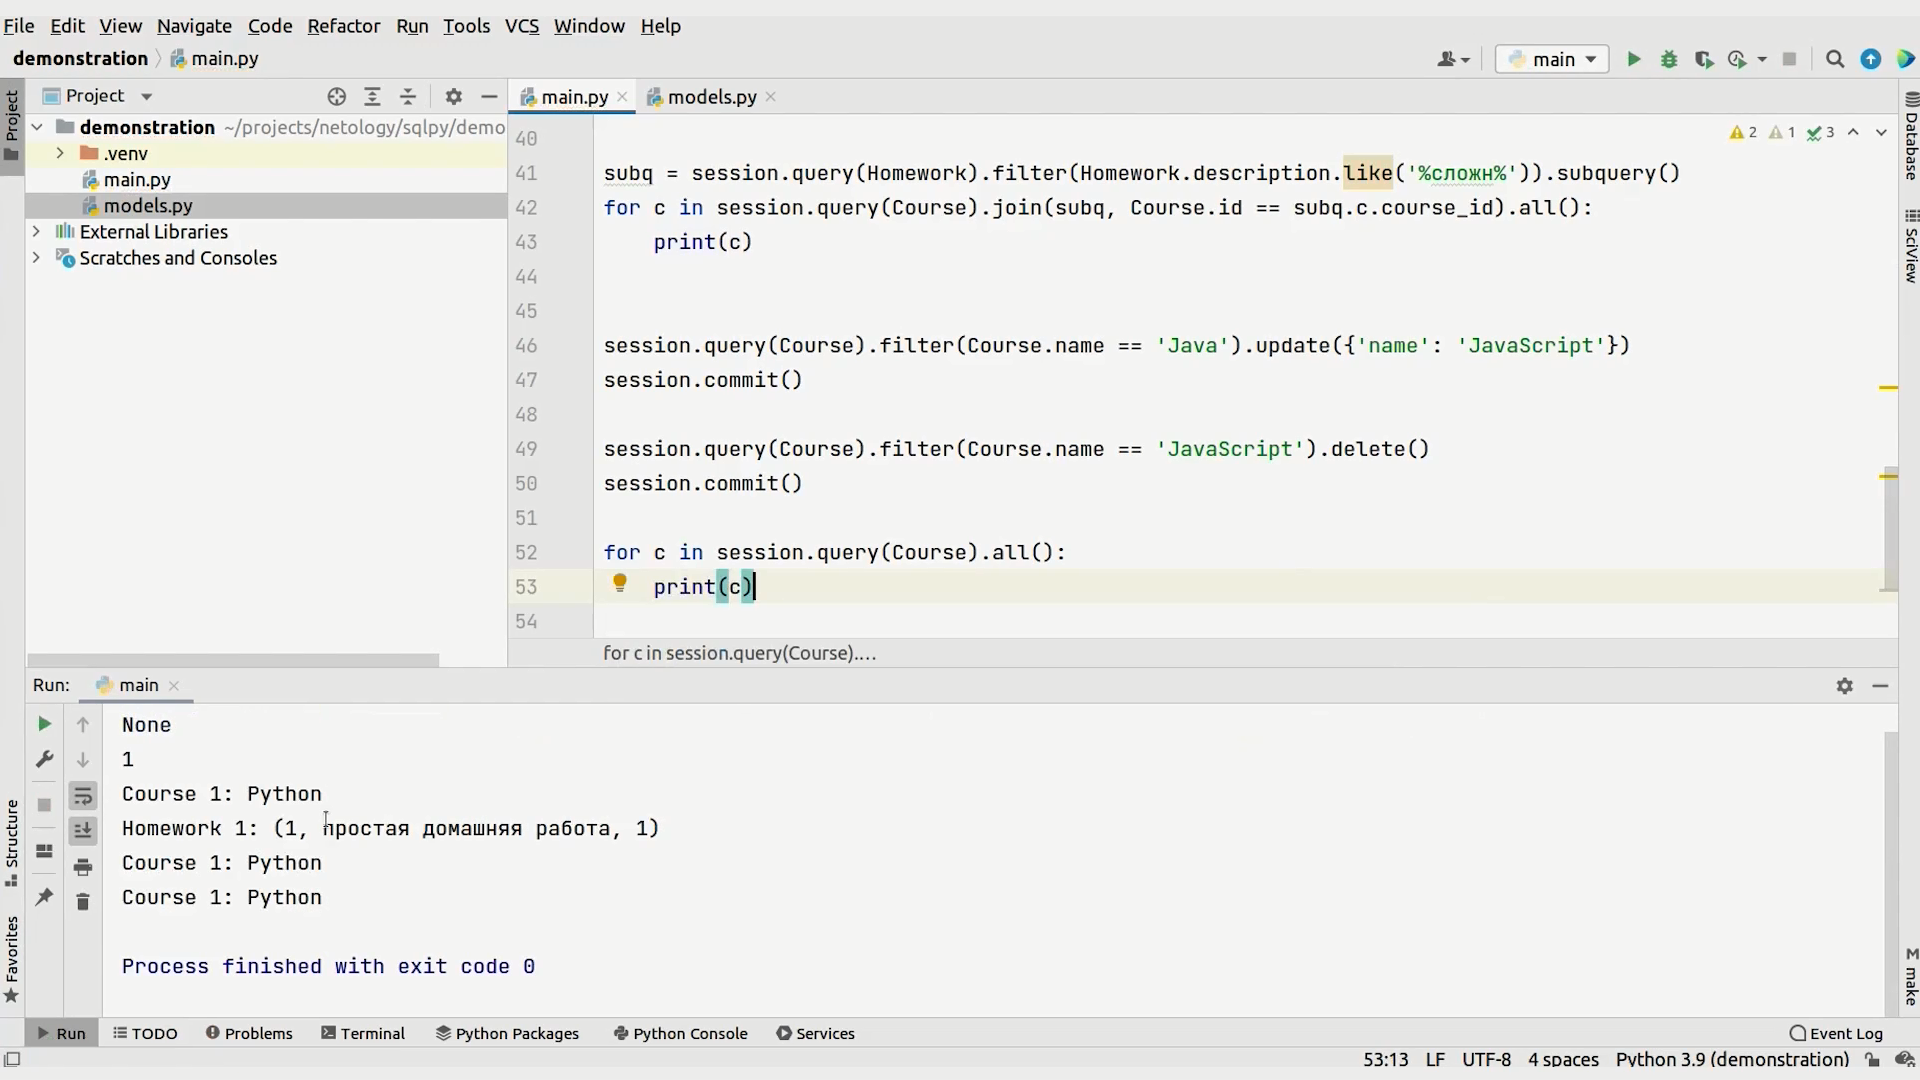 File Edit View Navigate Code Refactor Run Tools VCS Window Help
demonstration main.py main
Project main.py models.py
demonstration ~/projects/netology/sqlpy/demo
.venv
main.py
models.py
External Libraries
Scratches and Consoles
2 1 3
40
41 subq = session.query(Homework).filter(Homework.description.like('%сложн%')).subquery()
42 for c in session.query(Course).join(subq, Course.id == subq.c.course_id).all():
43 print(c)
44
45
46 session.query(Course).filter(Course.name == 'Java').update({'name': 'JavaScript'})
47 session.commit()
48
49 session.query(Course).filter(Course.name == 'JavaScript').delete()
50 session.commit()
51
52 for c in session.query(Course).all():
53 print(c)
54
for c in session.query(Course)....
Run: main
None
1
Course 1: Python
Homework 1: (1, простая домашняя работа, 1)
Course 1: Python
Course 1: Python
Process finished with exit code 0
Project
Structure
Favorites
Database
SciView
M make
Run TODO Problems Terminal Python Packages Python Console Services Event Log
53:13 LF UTF-8 4 spaces Python 3.9 (demonstration)